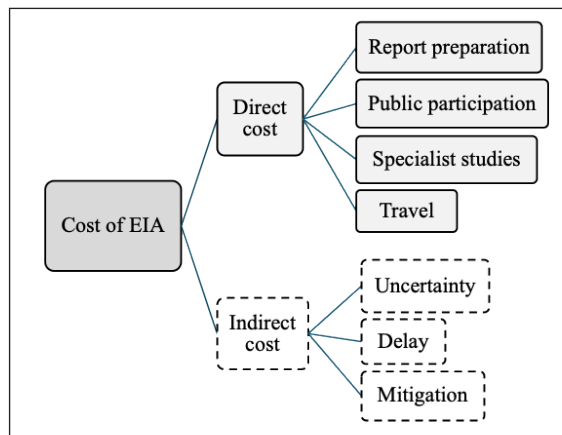 Cost of EIA
Direct
cost
Report preparation
Public participation
Specialist studies
Travel
Indirect
cost
Uncertainty
Delay
Mitigation